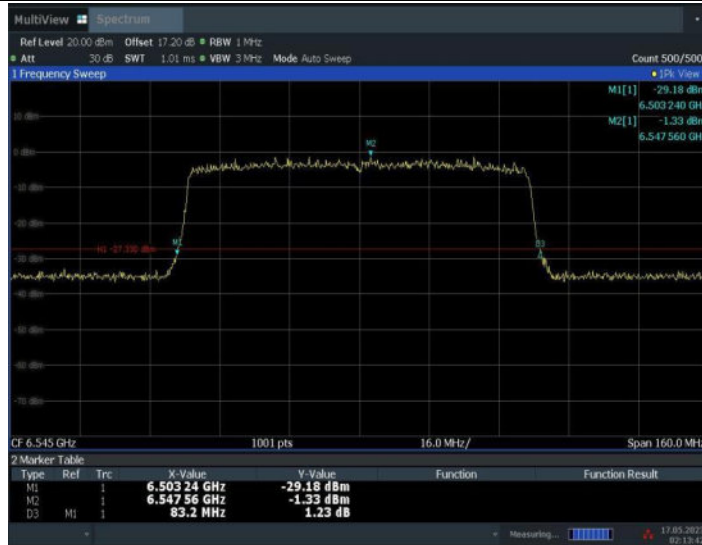 MultiView Spectrum
Ref Level 20.00 dBm Offset 17.20 dB RBW 1 MHz
Att 30 dB SWT 1.01 ms VBW 3 MHz Mode Auto Sweep Count 500/500
1 Frequency Sweep 1Pk View
M1[1] -29.18 dBm
6.503 240 GH
M2[1] -1.33 dBm
6.547 560 GH
10 dBm
M2
0 dBm
-10 dBm
-20 dBm
M1 D3
H1 -27.330 dBm
-30 dBm
-40 dBm
-50 dBm
-60 dBm
-70 dBm
CF 6.545 GHz 1001 pts 16.0 MHz/ Span 160.0 MHz
2 Marker Table
Type Ref Trc X-Value Y-Value Function Function Result
M1 1 6.503 24 GHz -29.18 dBm
M2 1 6.547 56 GHz -1.33 dBm
D3 M1 1 83.2 MHz 1.23 dB
Measuring... 17.05.202
02:13:4